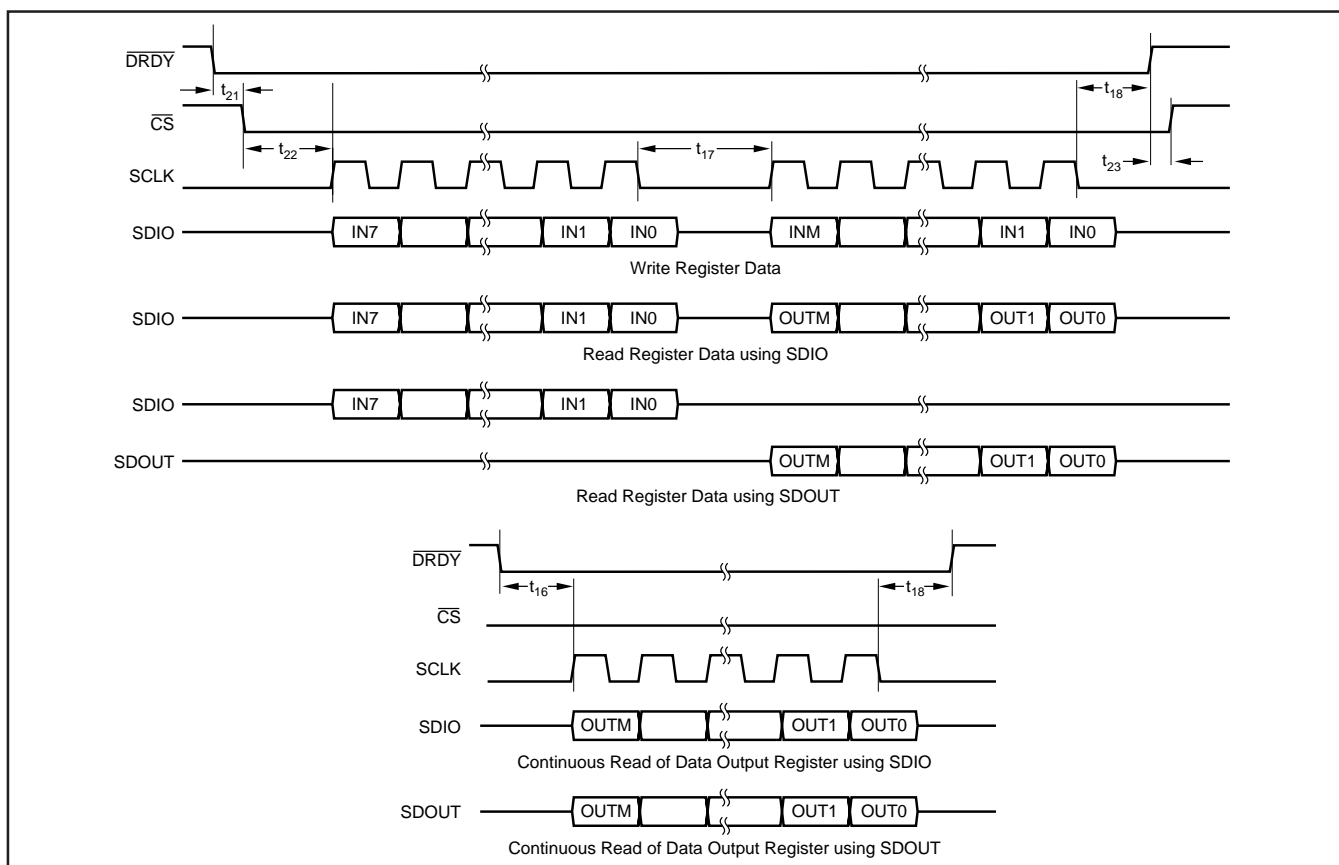 DRDY
t21
t18
CS
t22
t17
t23
SCLK
SDIO IN7 IN1 IN0 INM IN1 IN0
Write Register Data
SDIO IN7 IN1 IN0 OUTM OUT1 OUT0
Read Register Data using SDIO
SDIO IN7 IN1 IN0
SDOUT OUTM OUT1 OUT0
Read Register Data using SDOUT
DRDY
t16
t18
CS
SCLK
SDIO OUTM OUT1 OUT0
Continuous Read of Data Output Register using SDIO
SDOUT OUTM OUT1 OUT0
Continuous Read of Data Output Register using SDOUT